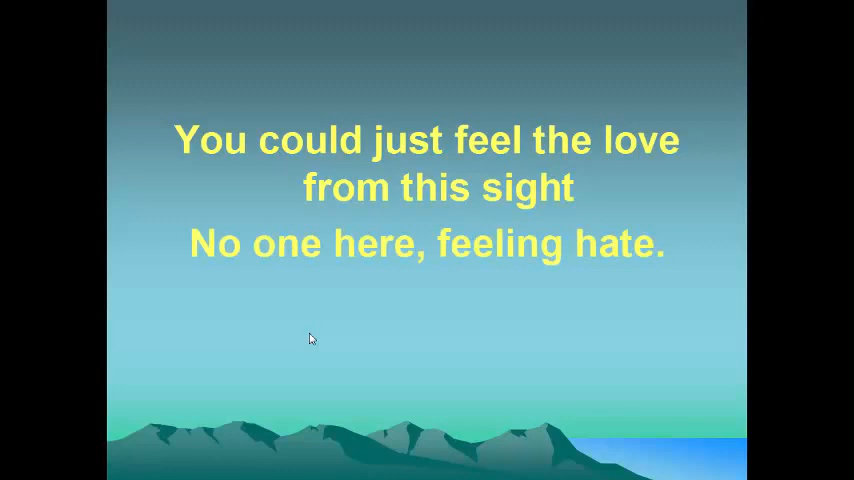 You could just feel the love
from this sight
No one here, feeling hate.